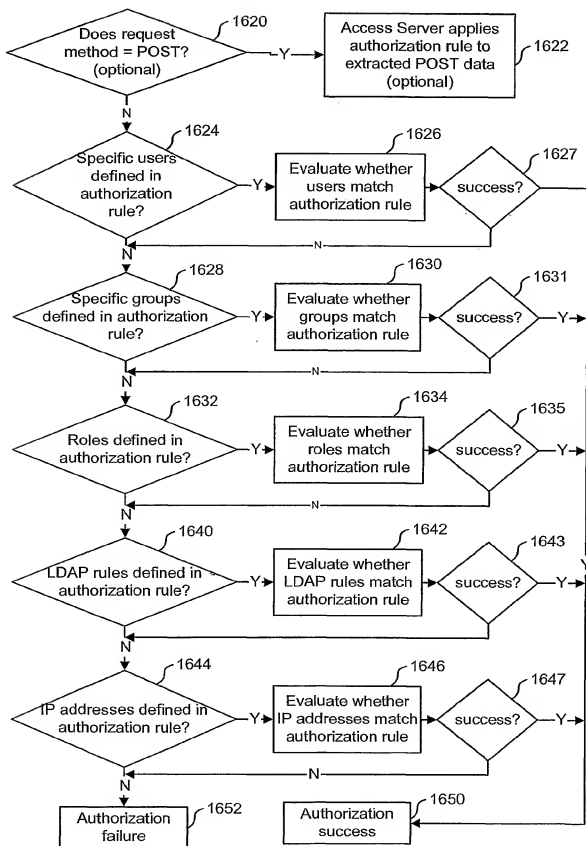 Does request
method = POST?
(optional)
1620
Y
Access Server applies
authorization rule to
extracted POST data
(optional)
1622
N
Specific users
defined in
authorization
rule?
1624
Y
Evaluate whether
users match
authorization rule
1626
success?
1627
N
N
Specific groups
defined in authorization
rule?
1628
Y
Evaluate whether
groups match
authorization rule
1630
success?
1631
Y
N
N
Roles defined in
authorization rule?
1632
Y
Evaluate whether
roles match
authorization rule
1634
success?
1635
Y
N
N
LDAP rules defined in
authorization rule?
1640
Y
Evaluate whether
LDAP rules match
authorization rule
1642
success?
1643
Y
Y
N
N
IP addresses defined in
authorization rule?
1644
Y
Evaluate whether
IP addresses match
authorization rule
1646
success?
1647
Y
N
N
Authorization
failure
1652
Authorization
success
1650